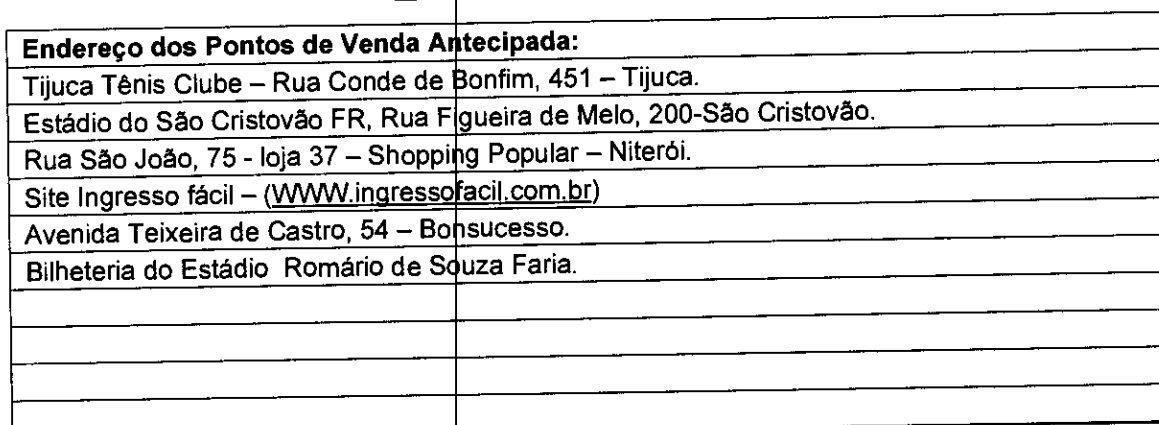 Endereço dos Pontos de Venda Antecipada:
Tijuca Tênis Clube – Rua Conde de Bonfim, 451 – Tijuca.
Estádio do São Cristovão FR, Rua Figueira de Melo, 200-São Cristovão.
Rua São João, 75 - loja 37 – Shopping Popular – Niterói.
Site Ingresso fácil – (WWW.ingressofacil.com.br)
Avenida Teixeira de Castro, 54 – Bonsucesso.
Bilheteria do Estádio Romário de Souza Faria.